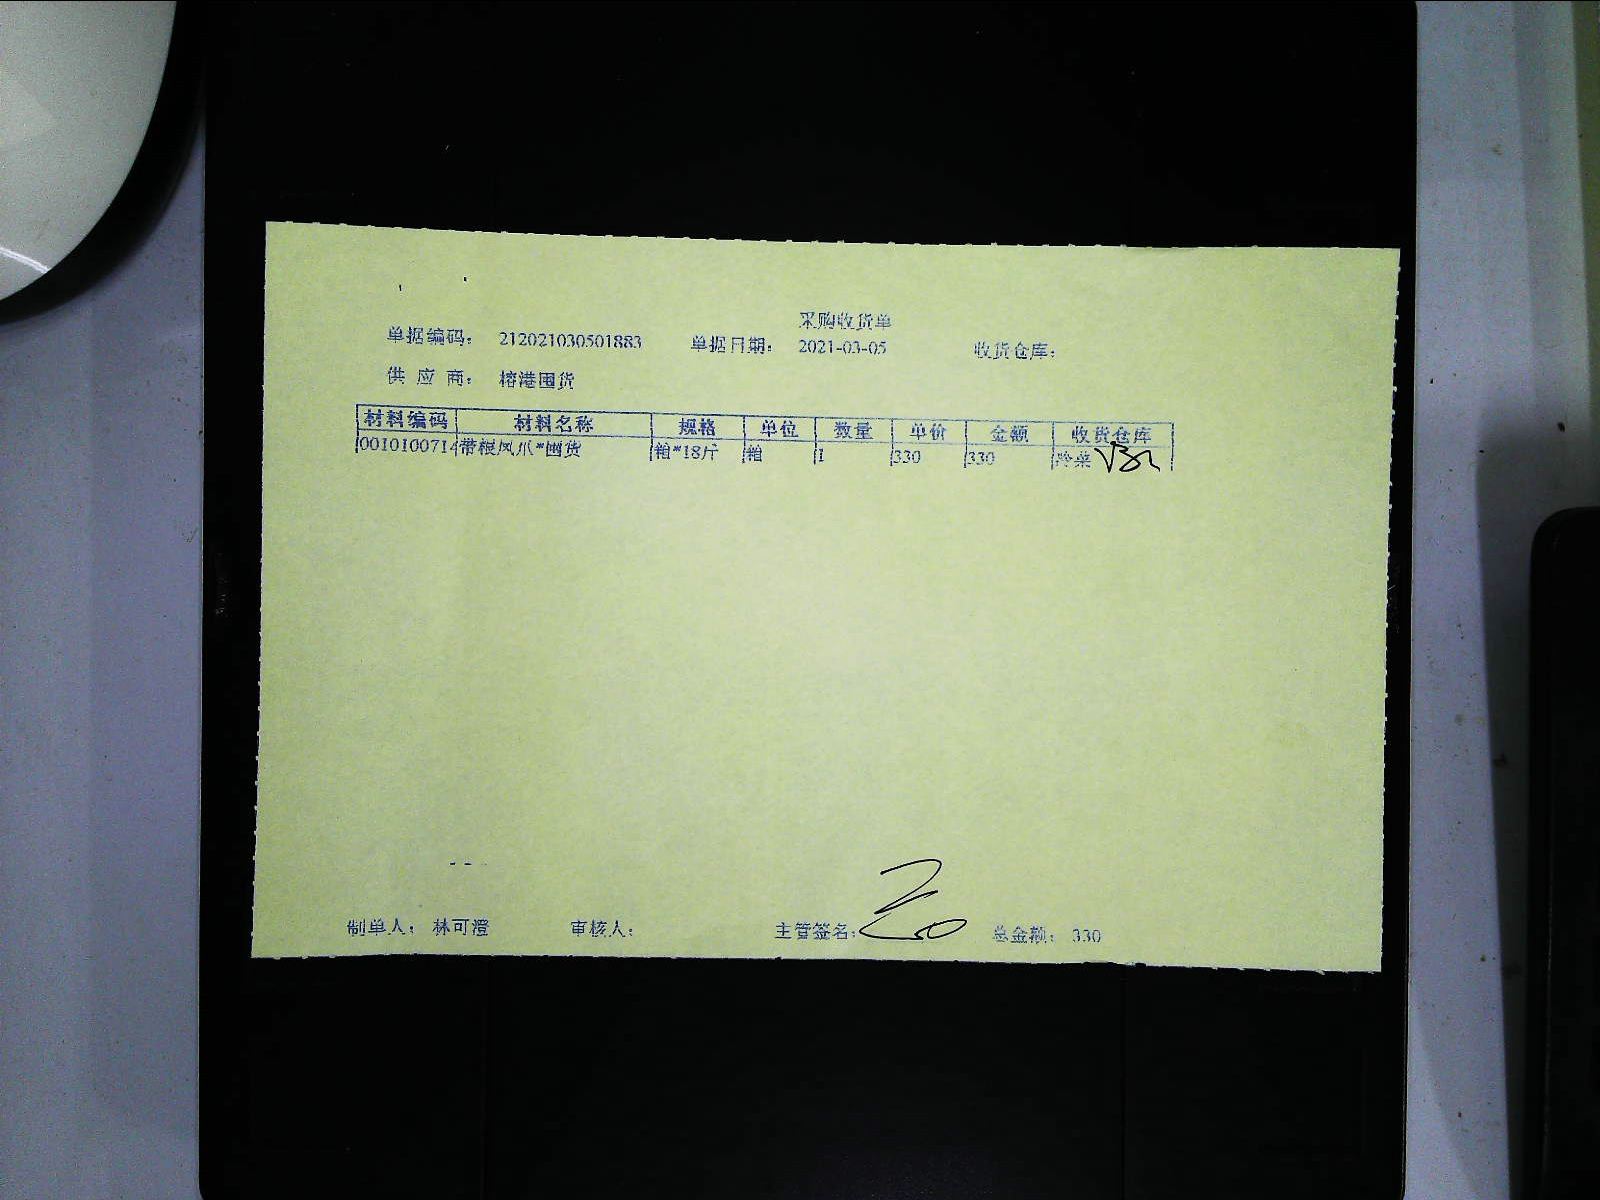 采购收货单
单据编码： 212021030501883 单据日期： 2021-03-05 收货仓库：
供 应 商： 榕港囤货
材料编码 材料名称 规格 单位 数量 单价 金额 收货仓库
0010100714 带根凤爪*囤货 箱*18斤 箱 1 330 330 冷菜
制单人： 林可澄 审核人： 主管签名： 总金额： 330